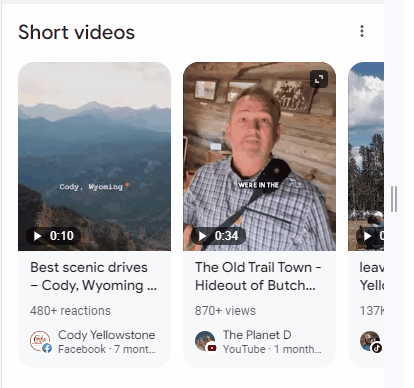 Short videos
Cody, Wyoming
0:10
Best scenic drives
– Cody, Wyoming ...
480+ reactions
Cody Yellowstone
Facebook · 7 mont...
WERE IN THE
0:34
The Old Trail Town -
Hideout of Butch...
870+ views
The Planet D
YouTube · 1 month...
0
leav
Yello
137K